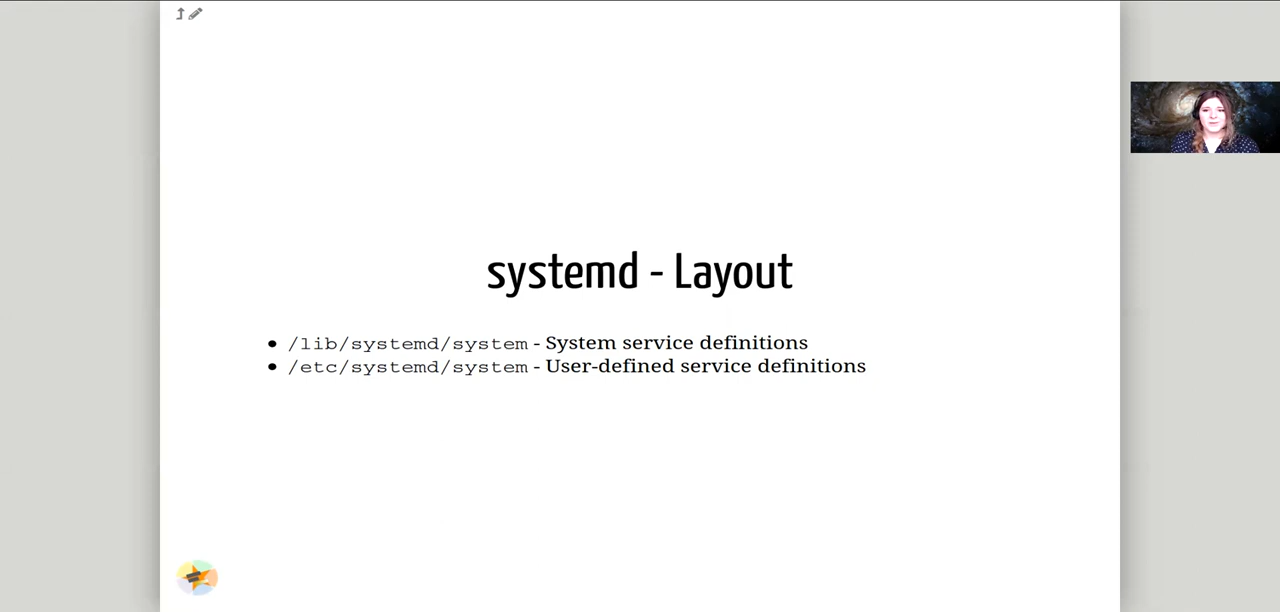 systemd - Layout
• /lib/systemd/system - System service definitions
• /etc/systemd/system - User-defined service definitions